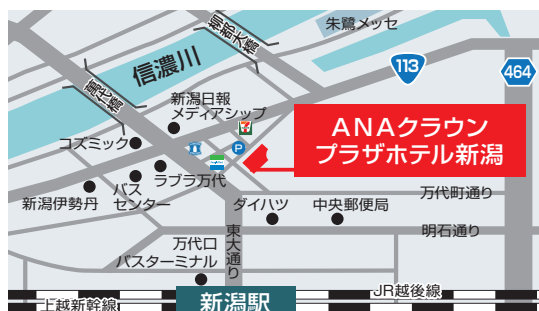 朱鷺メッセ
柳都大橋
信濃川
113
464
萬代橋
新潟日報
メディアシップ
7
ANAクラウン
プラザホテル新潟
コズミック
P
ラブラ万代
バス
センター
新潟伊勢丹
万代町通り
ダイハツ
中央郵便局
東大通り
明石通り
万代口
バスターミナル
JR越後線
新潟駅
上越新幹線